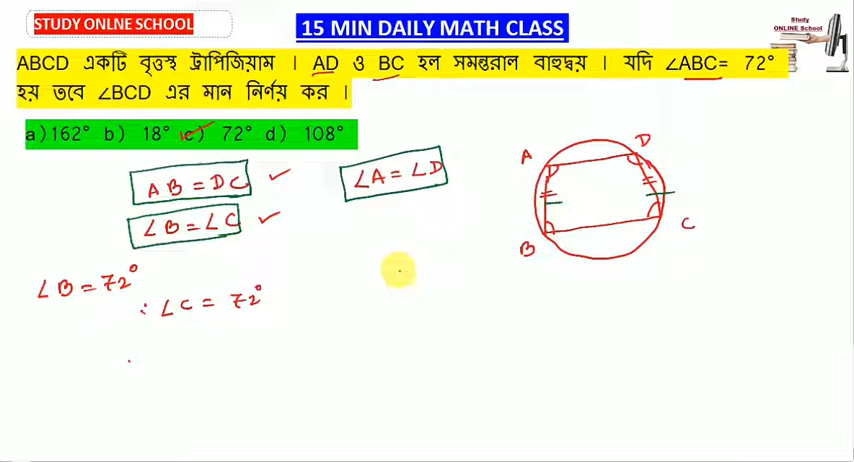 STUDY ONLNE SCHOOL
15 MIN DAILY MATH CLASS
Study
ONLINE School
ABCD একটি বৃত্তস্থ ট্রাপিজিয়াম । AD ও BC হল সমন্তরাল বাহুদ্বয় । যদি ∠ABC= 72°
হয় তবে ∠BCD এর মান নির্ণয় কর ।
a)162° b) 18° c) 72° d) 108°
AB = DC
∠A = ∠D
∠B = ∠C
A
D
B
C
∠B = 72°
∴ ∠C = 72°